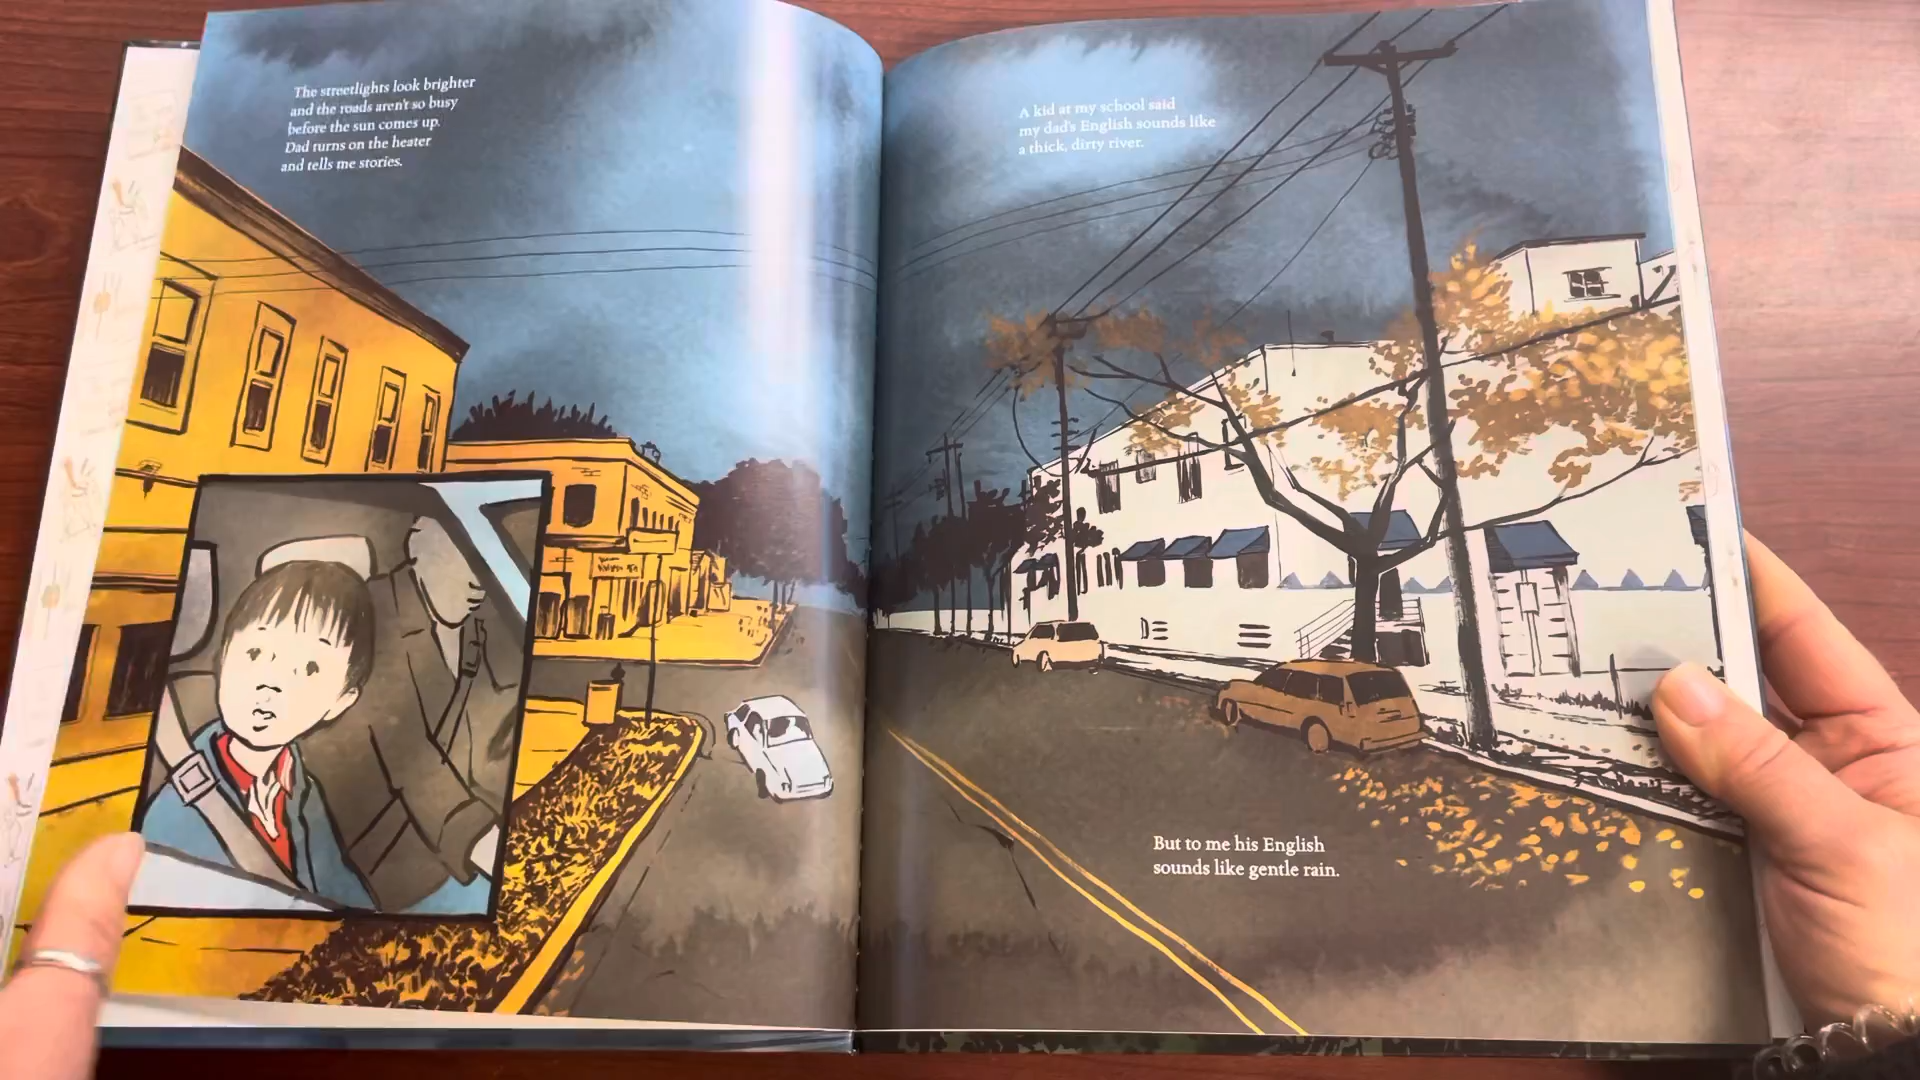 The streetlights look brighter
and the roads aren't so busy
before the sun comes up.
Dad turns on the heater
and tells me stories.
A kid at my school said
my dad's English sounds like
a thick, dirty river.
But to me his English
sounds like gentle rain.